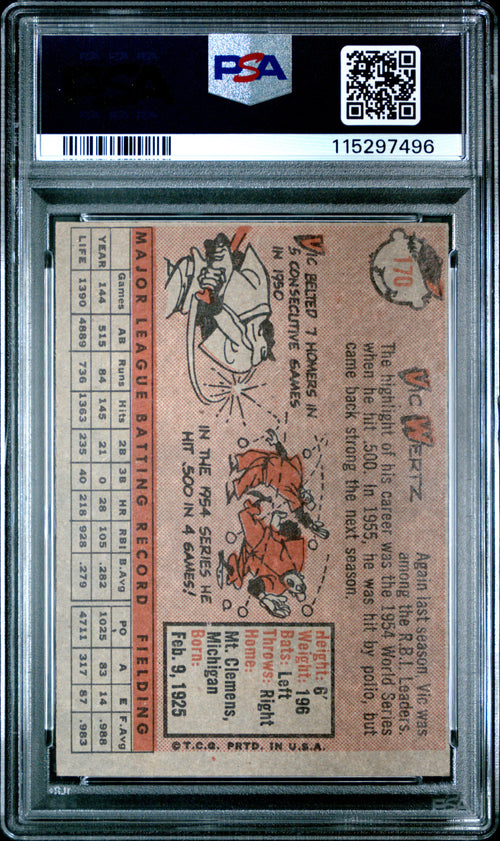 PSA
115297496
170
VIC WERTZ
Again last season, Vic was
among the R.B.I. Leaders.
The highlight of his career was the 1954 World Series
when he hit .500. In 1955, he was hit by polio, but
came back strong the next season.
VIC BELTED 7 HOMERS IN
5 CONSECUTIVE GAMES
IN 1950
IN THE 1954 SERIES HE
HIT .500 IN 4 GAMES!
Height: 6'
Weight: 196
Bats: Left
Throws: Right
Home:
Mt. Clemens,
Michigan
Born:
Feb. 9, 1925
MAJOR LEAGUE BATTING RECORD FIELDING
Games AB Runs Hits 2B 3B HR RBI B.Avg PO A E F.Avg
YEAR 144 515 84 145 21 0 28 105 .282 1025 83 14 .988
LIFE 1390 4889 736 1363 235 40 218 928 .279 4711 317 87 .983
©T.C.G. PRTD. IN U.S.A.
PSA